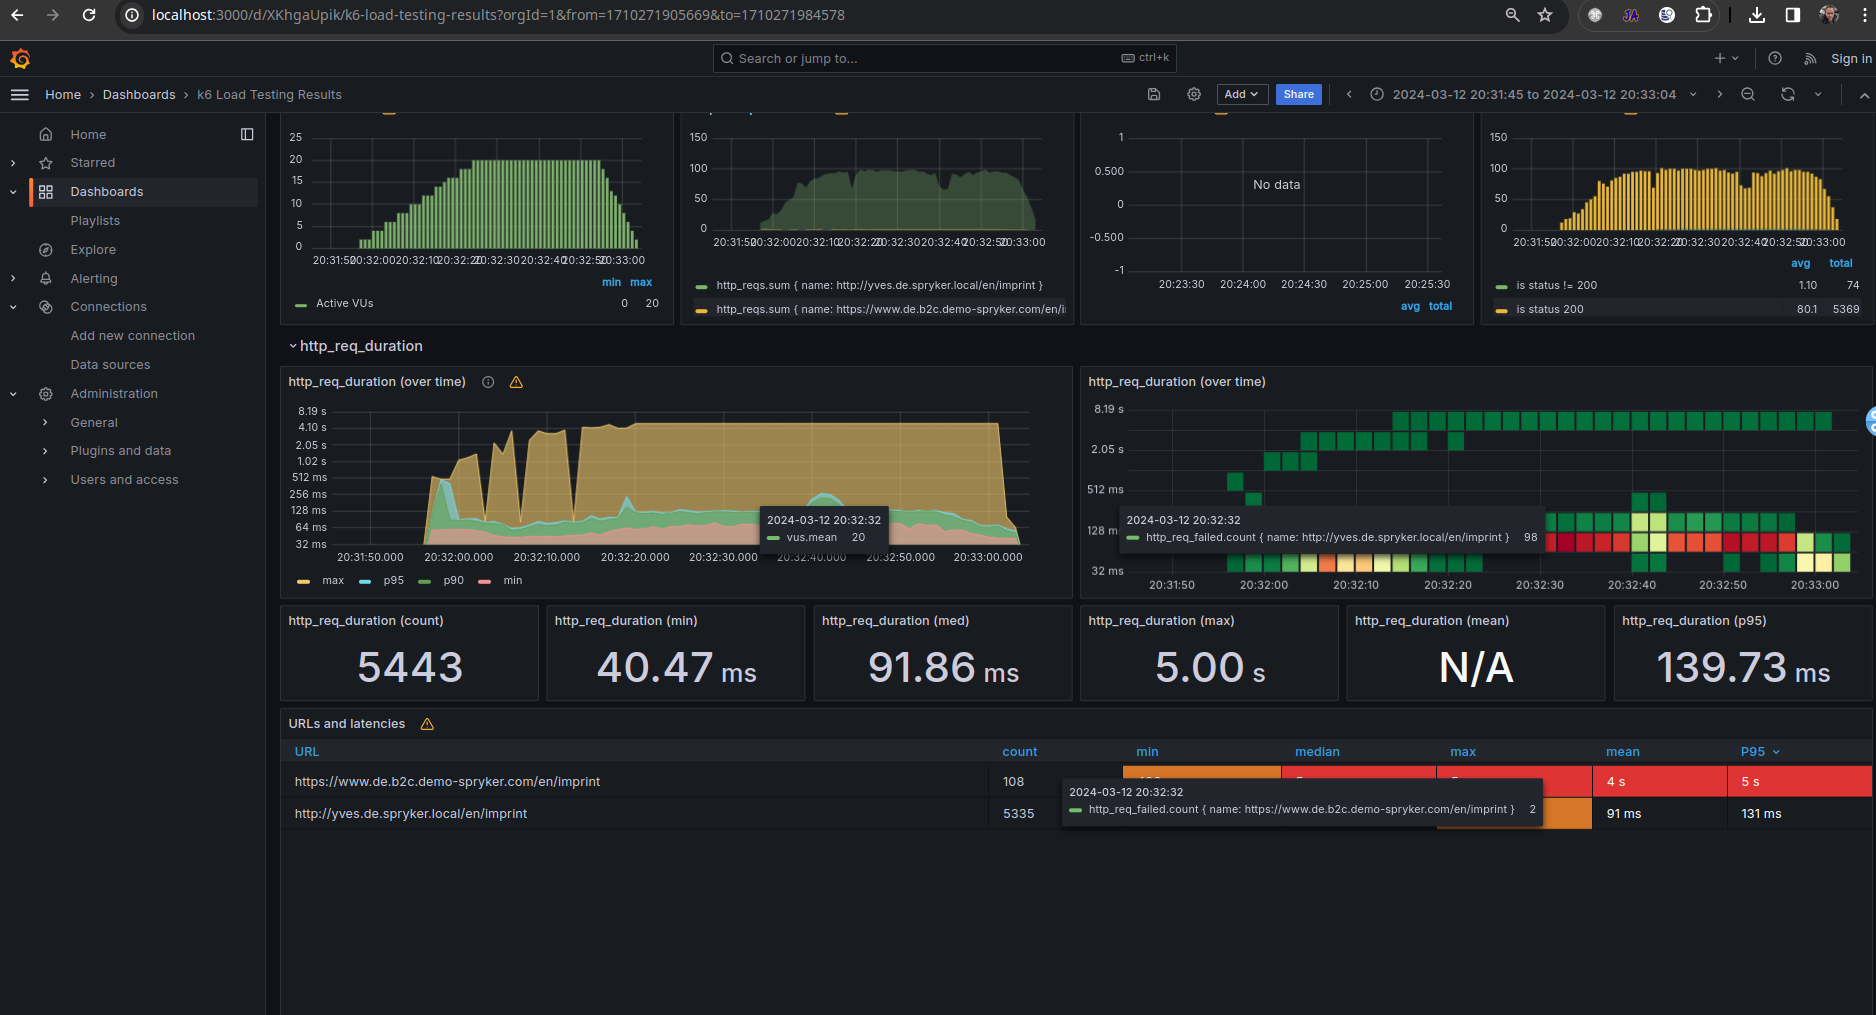 localhost:3000/d/XKhgaUpik/k6-load-testing-results?orgId=1&from=1710271905669&to=1710271984578
JA
Search or jump to...
ctrl+k
Sign in
Home › Dashboards › k6 Load Testing Results
Add
Share
2024-03-12 20:31:45 to 2024-03-12 20:33:04
Home
Starred
Dashboards
Playlists
Explore
Alerting
Connections
Add new connection
Data sources
Administration
General
Plugins and data
Users and access
25
20
15
10
5
0
20:31:50 20:32:00 20:32:10 20:32:20 20:32:30 20:32:40 20:32:50 20:33:00
min max
Active VUs 0 20
150
100
50
0
20:31:50 20:32:00 20:32:10 20:32:20 20:32:30 20:32:40 20:32:50 20:33:00
http_reqs.sum { name: http://yves.de.spryker.local/en/imprint }
http_reqs.sum { name: https://www.de.b2c.demo-spryker.com/en/i
1
0.500
0
-0.500
-1
No data
20:23:30 20:24:00 20:24:30 20:25:00 20:25:30
avg total
150
100
50
0
20:31:50 20:32:00 20:32:10 20:32:20 20:32:30 20:32:40 20:32:50 20:33:00
avg total
is status != 200 1.10 74
is status 200 80.1 5369
http_req_duration
http_req_duration (over time)
8.19 s
4.10 s
2.05 s
1.02 s
512 ms
256 ms
128 ms
64 ms
32 ms
20:31:50.000 20:32:00.000 20:32:10.000 20:32:20.000 20:32:30.000 20:32:40.000 20:32:50.000 20:33:00.000
max p95 p90 min
2024-03-12 20:32:32
vus.mean 20
http_req_duration (over time)
8.19 s
2.05 s
512 ms
128 m
32 ms
20:31:50 20:32:00 20:32:10 20:32:20 20:32:30 20:32:40 20:32:50 20:33:00
2024-03-12 20:32:32
http_req_failed.count { name: http://yves.de.spryker.local/en/imprint } 98
http_req_duration (count)
5443
http_req_duration (min)
40.47 ms
http_req_duration (med)
91.86 ms
http_req_duration (max)
5.00 s
http_req_duration (mean)
N/A
http_req_duration (p95)
139.73 ms
URLs and latencies
URL count min median max mean P95
https://www.de.b2c.demo-spryker.com/en/imprint 108 4 s 5 s
http://yves.de.spryker.local/en/imprint 5335 91 ms 131 ms
2024-03-12 20:32:32
http_req_failed.count { name: https://www.de.b2c.demo-spryker.com/en/imprint } 2